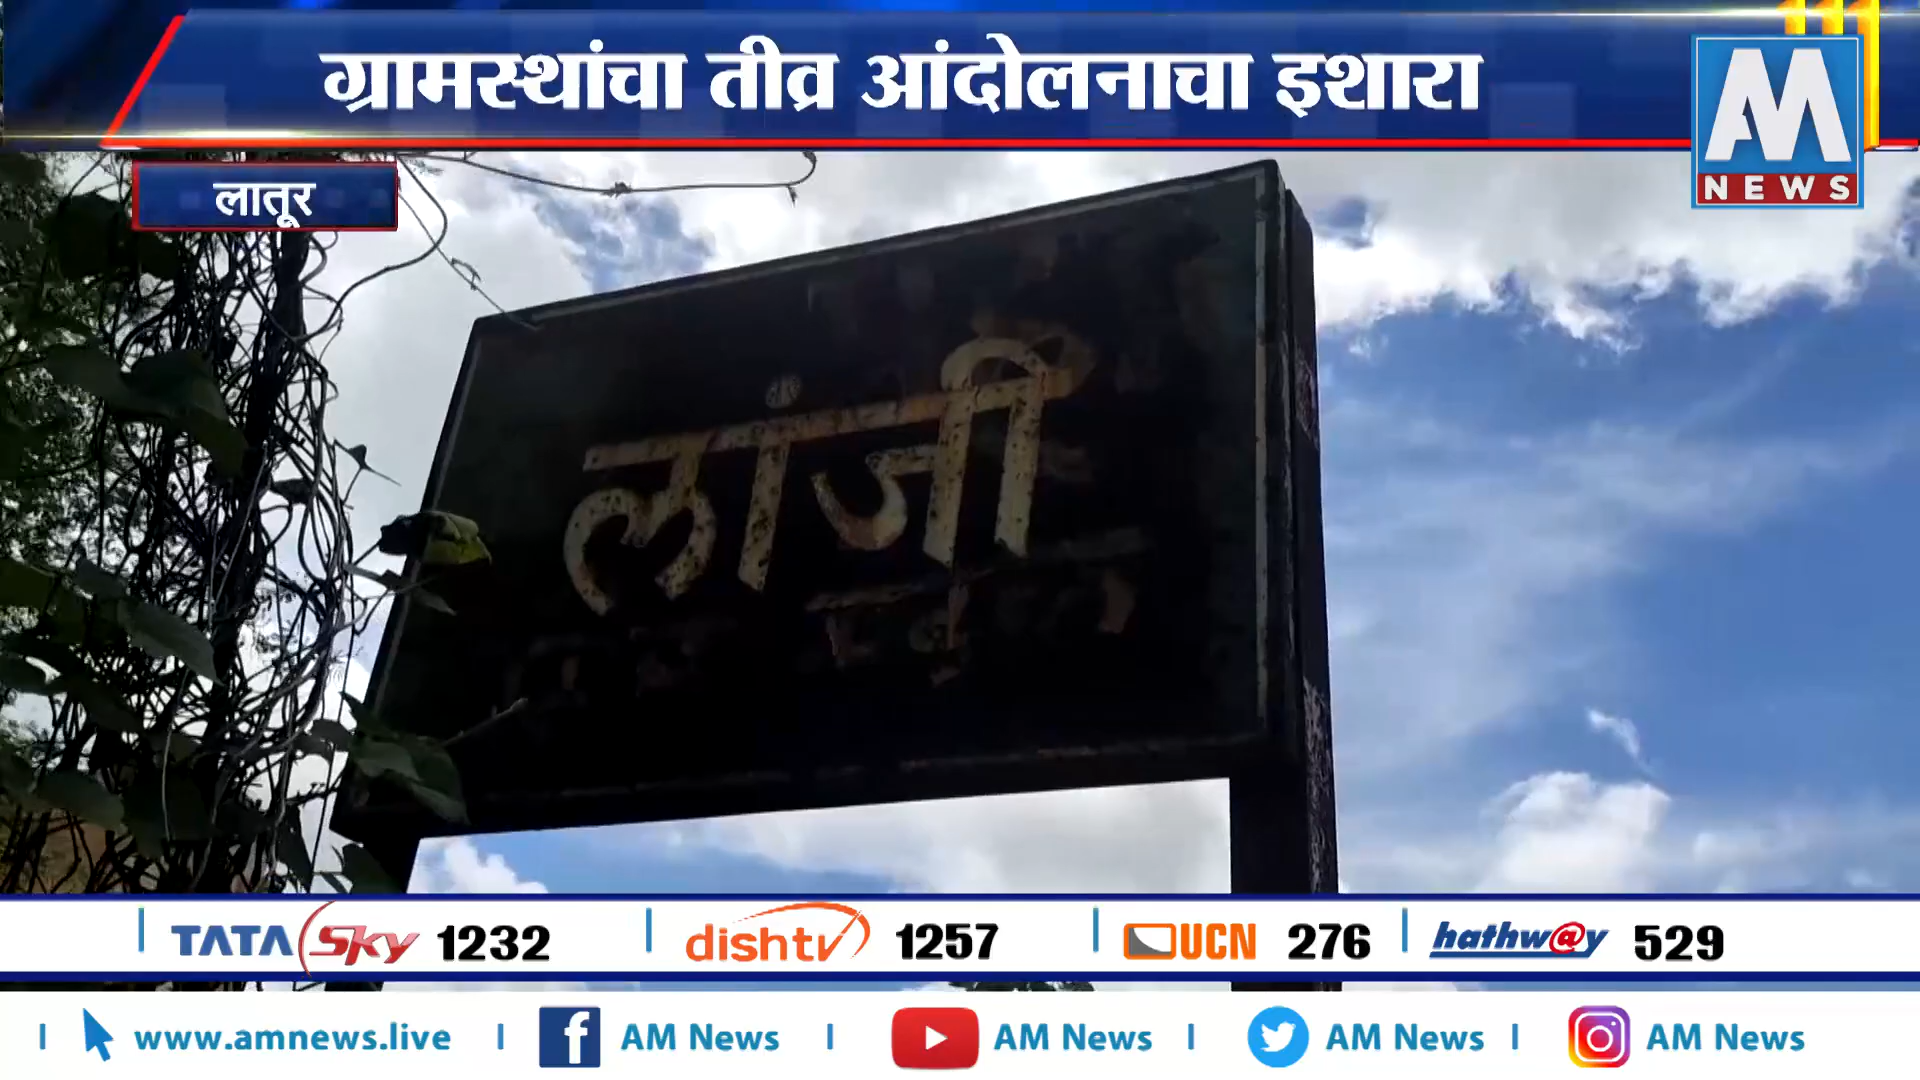 ग्रामस्थांचा तीव्र आंदोलनाचा इशारा
AM
NEWS
लातूर
लांजी
TATA Sky 1232
dishtv 1257
UCN 276
hathw@y 529
www.amnews.live
AM News
AM News
AM News
AM News